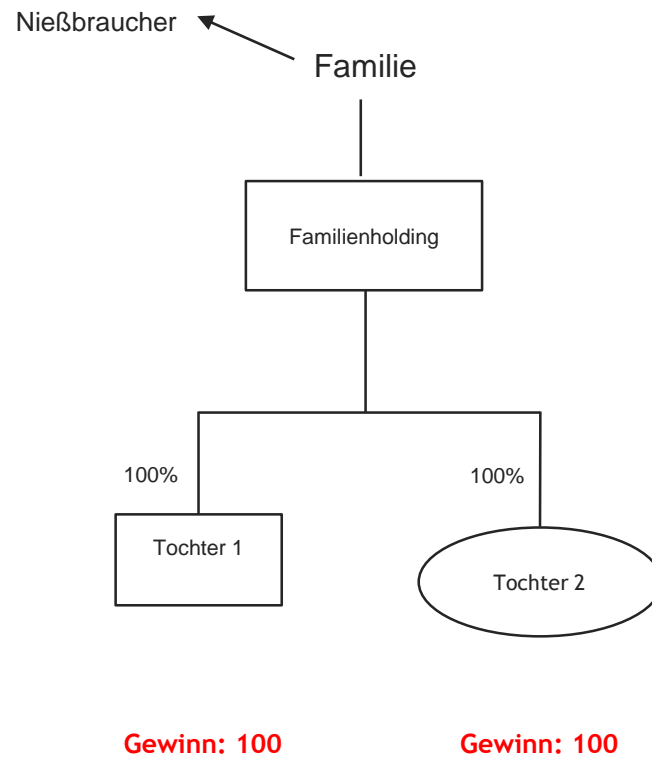 Nießbraucher
Familie
Familienholding
100%
100%
Tochter 1
Tochter 2
Gewinn: 100
Gewinn: 100